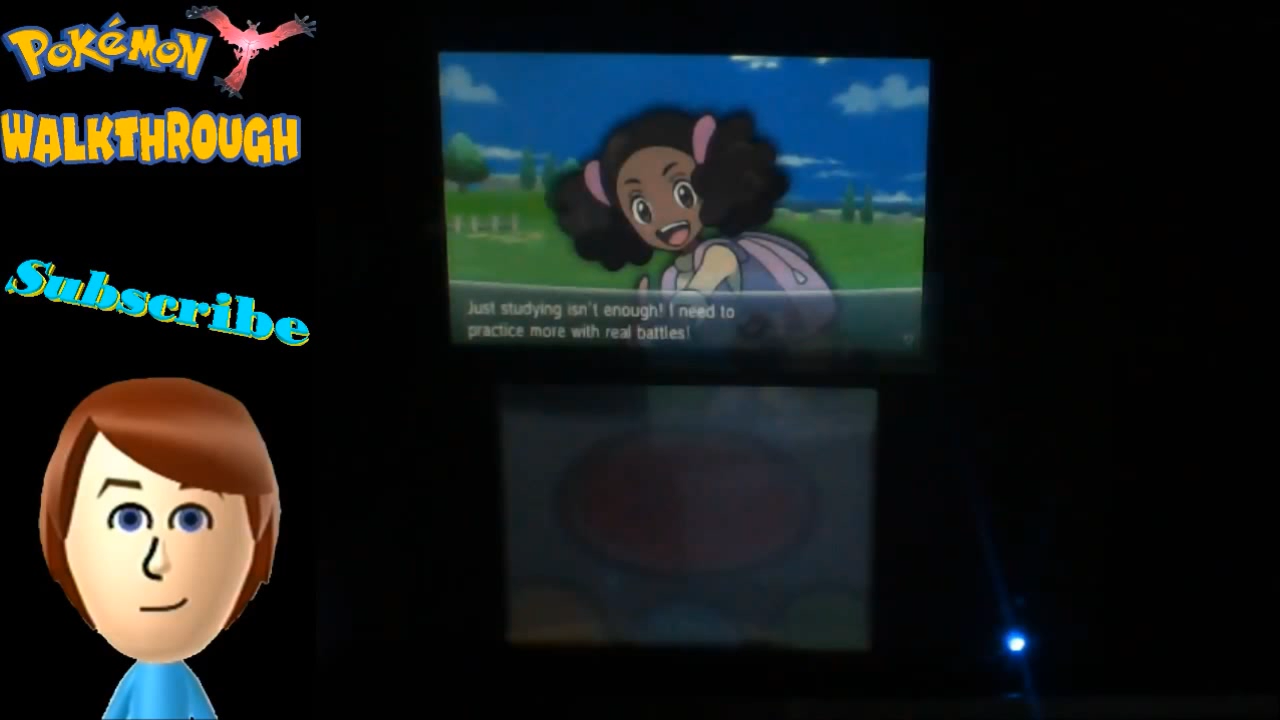 POKéMON
WALKTHROUGH
Subscribe
Just studying isn't enough! I need to
practice more with real battles!